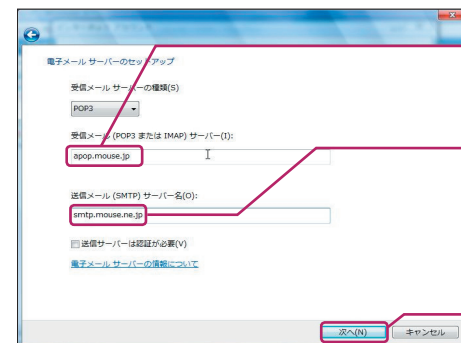 電子メール サーバーのセットアップ
受信メール サーバーの種類(S)
POP3
受信メール (POP3 または IMAP) サーバー(I):
apop.mouse.jp
送信メール (SMTP) サーバー名(O):
smtp.mouse.ne.jp
送信サーバーは認証が必要(V)
電子メール サーバーの情報について
次へ(N)
キャンセル